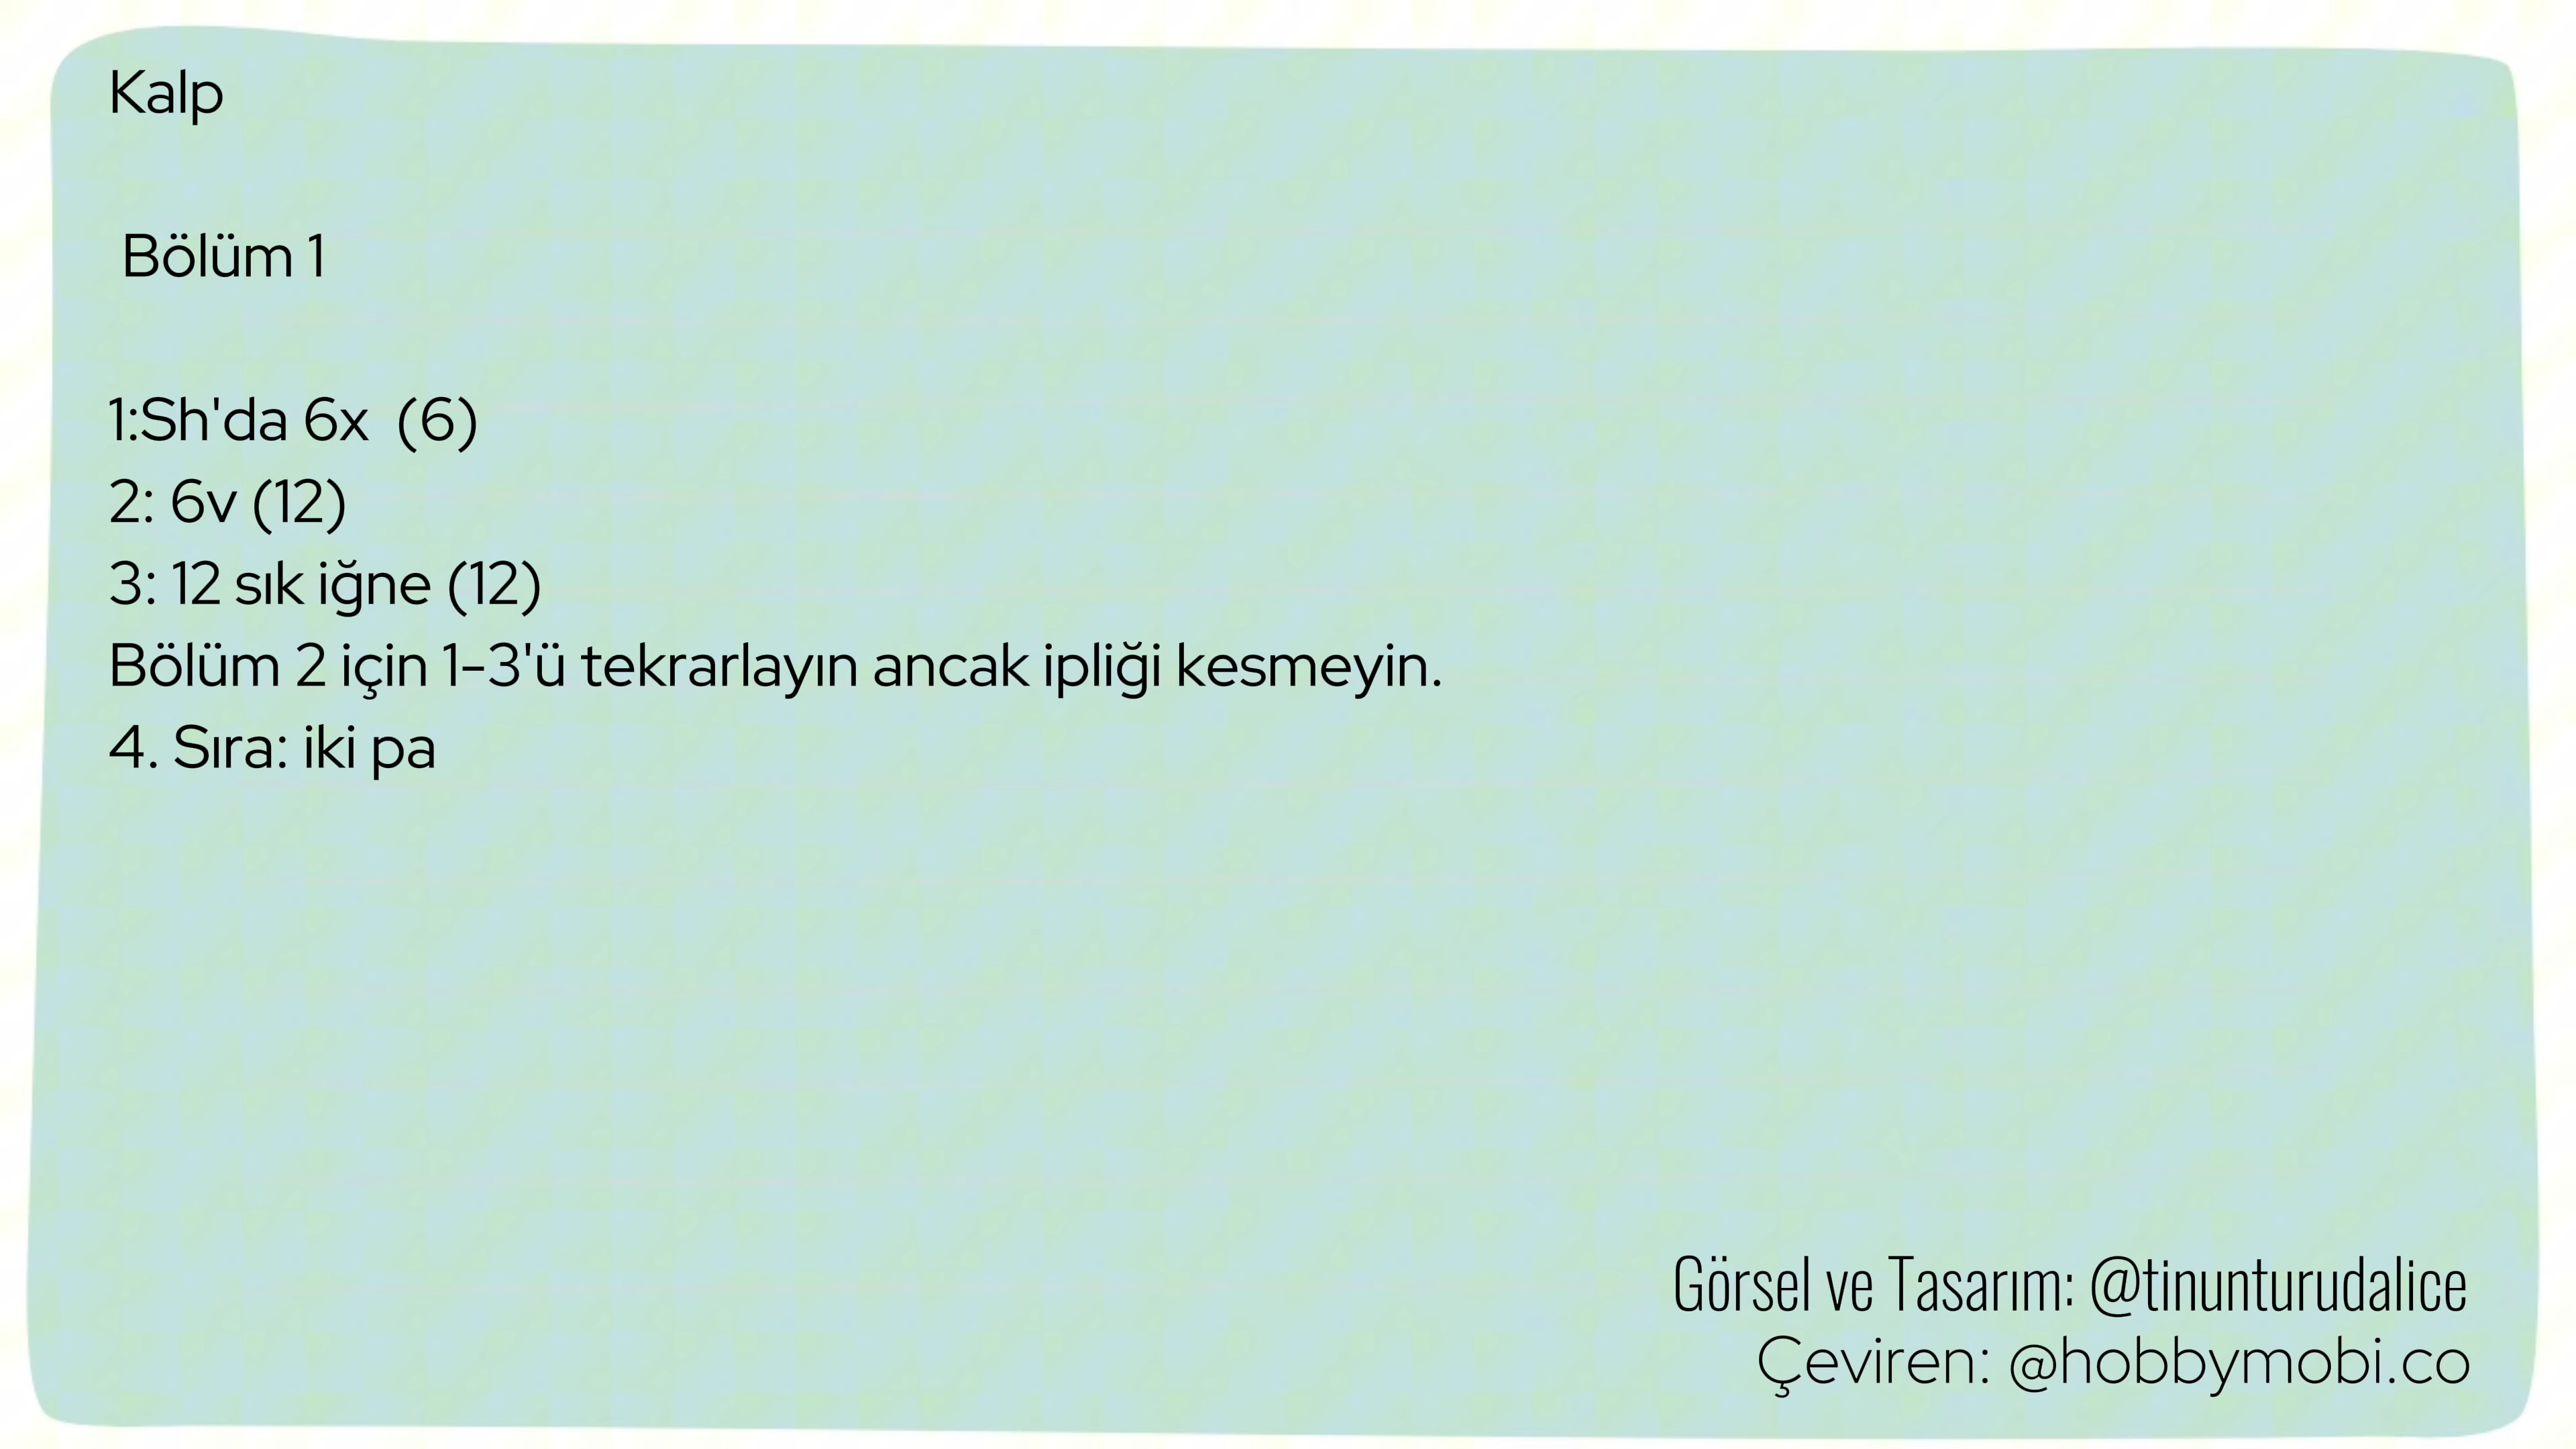 Kalp
Bölüm 1
1:Sh'da 6x (6)
2: 6v (12)
3: 12 sık iğne (12)
Bölüm 2 için 1-3'ü tekrarlayın ancak ipliği kesmeyin.
4. Sıra: iki pa
Görsel ve Tasarım: @tinunturudalice
Çeviren: @hobbymobi.co